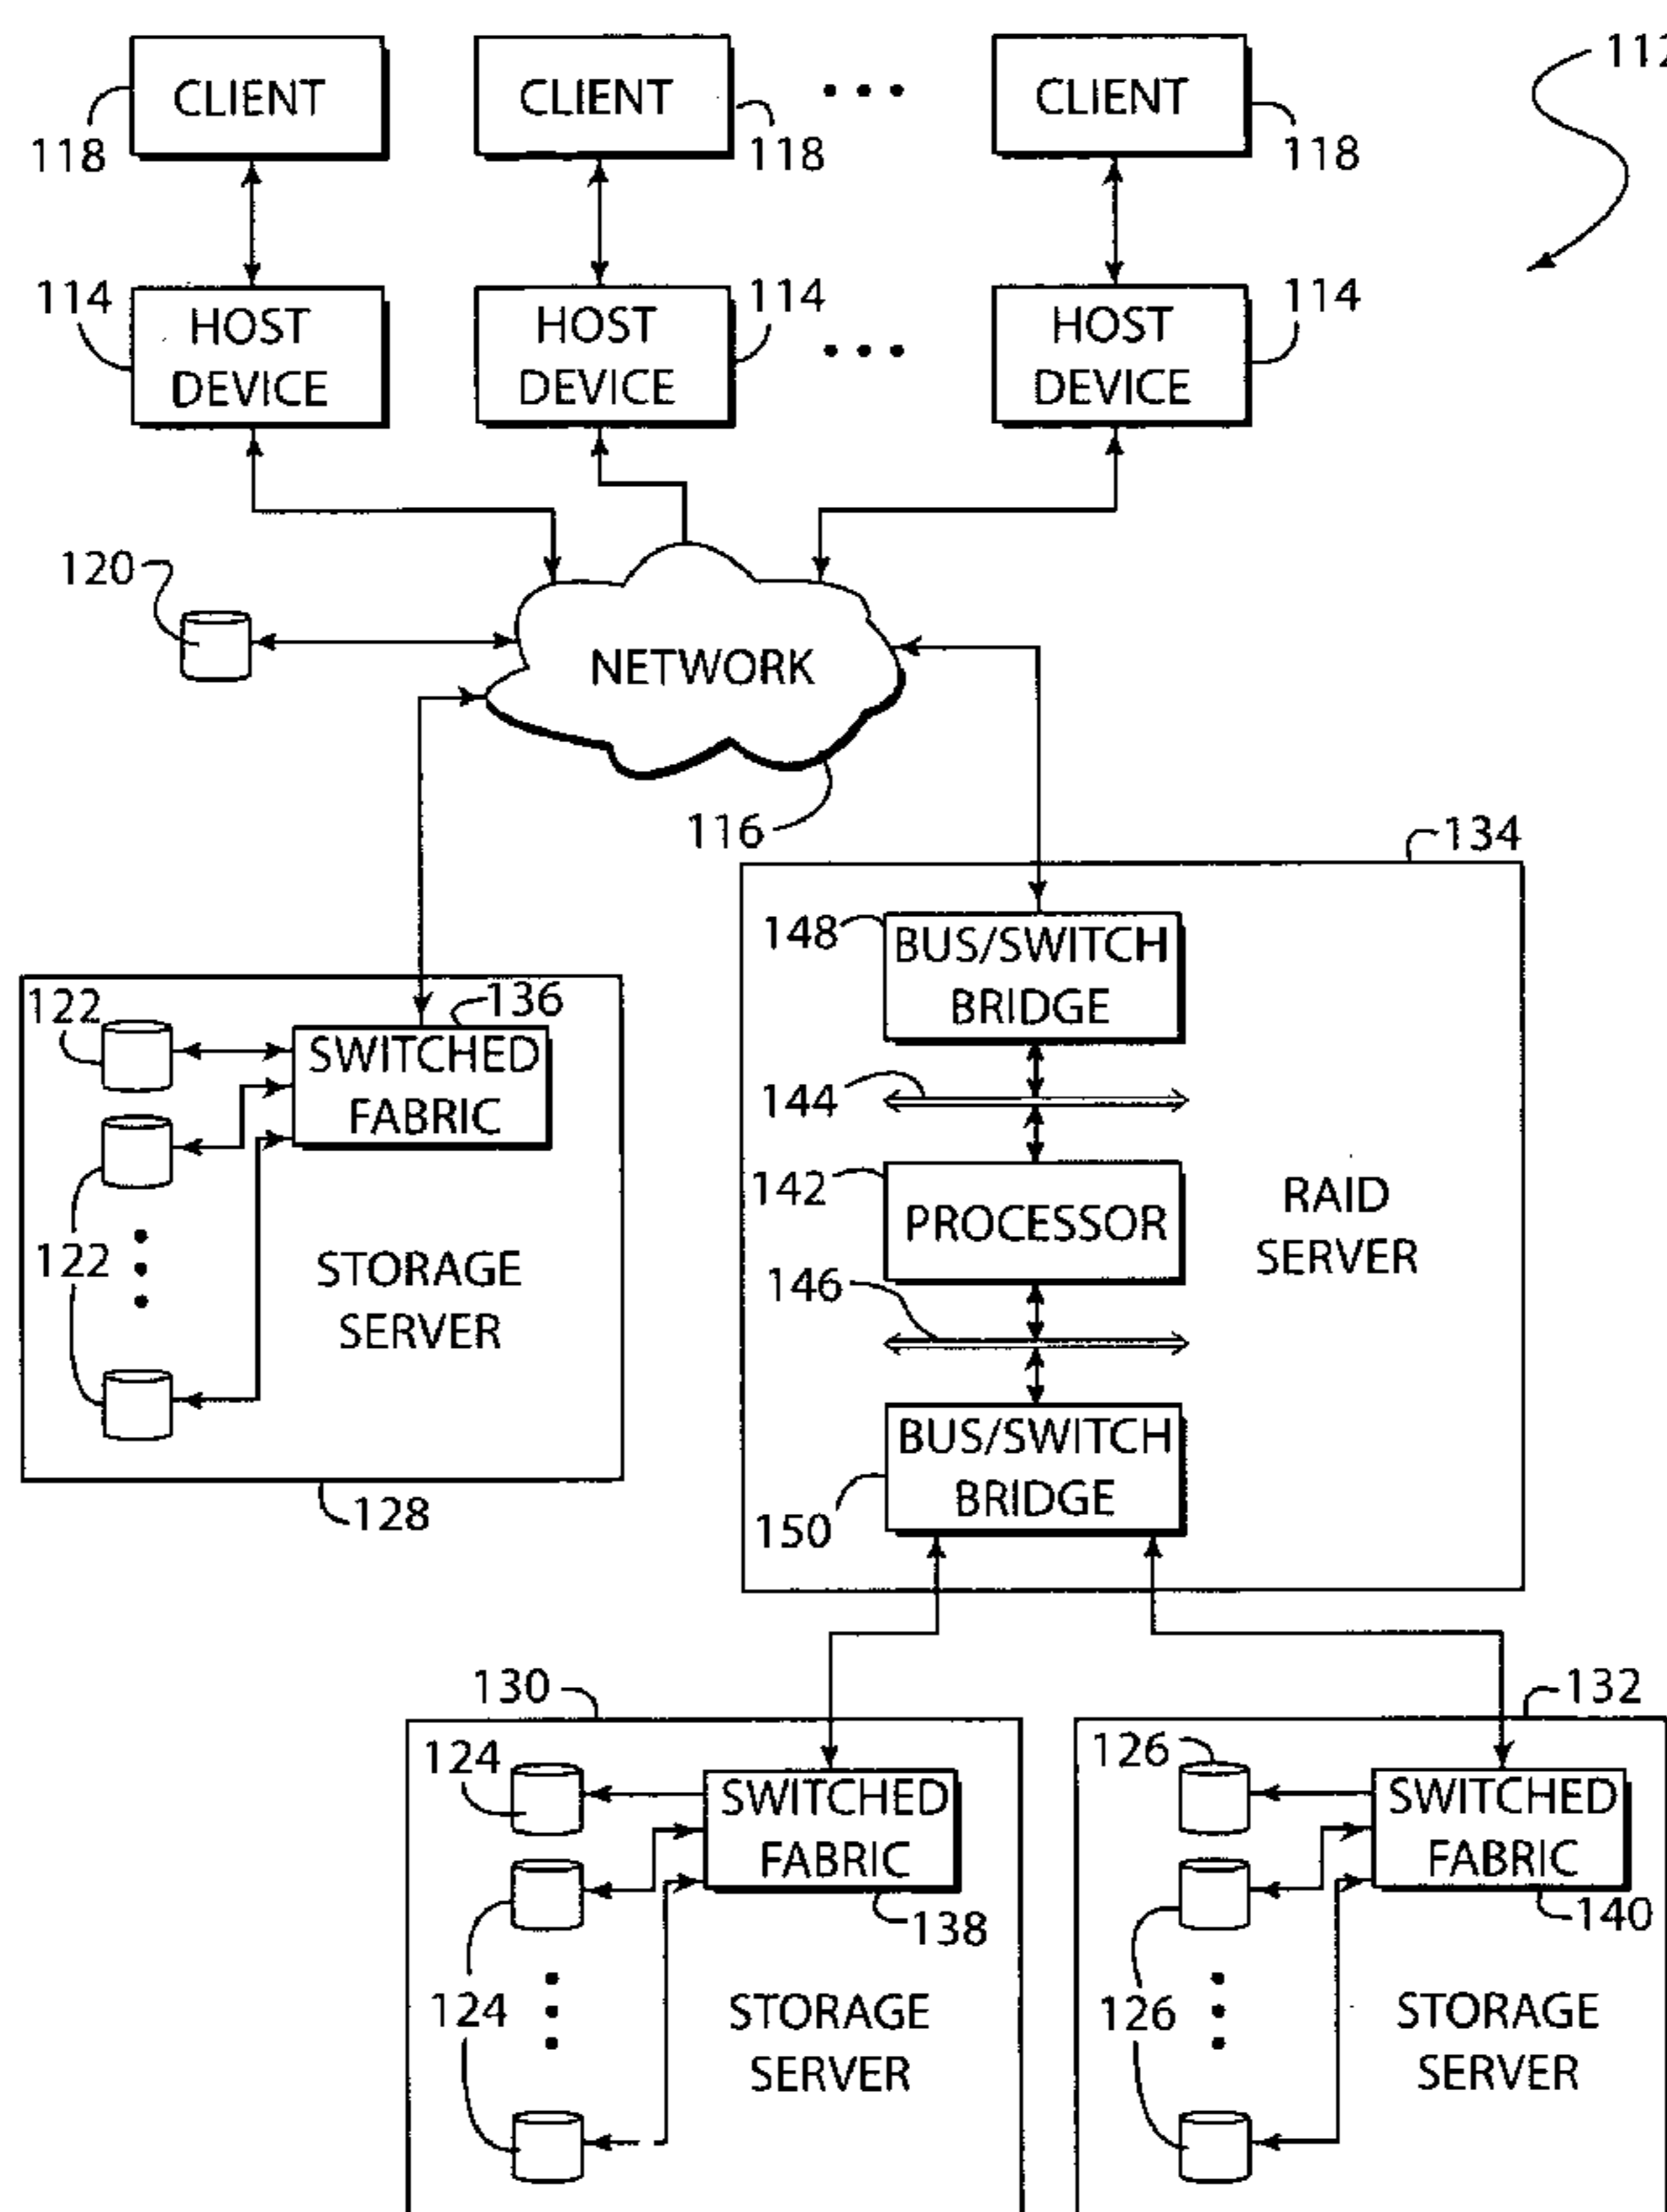 112
CLIENT
CLIENT
• • •
CLIENT
118
118
118
114
HOST
DEVICE
HOST
DEVICE
114
• • •
HOST
DEVICE
114
120
NETWORK
116
134
148
BUS/SWITCH
BRIDGE
144
142
PROCESSOR
146
RAID
SERVER
BUS/SWITCH
BRIDGE
150
122
136
SWITCHED
FABRIC
122
STORAGE
SERVER
128
130
124
SWITCHED
FABRIC
138
124
STORAGE
SERVER
132
126
SWITCHED
FABRIC
140
126
STORAGE
SERVER